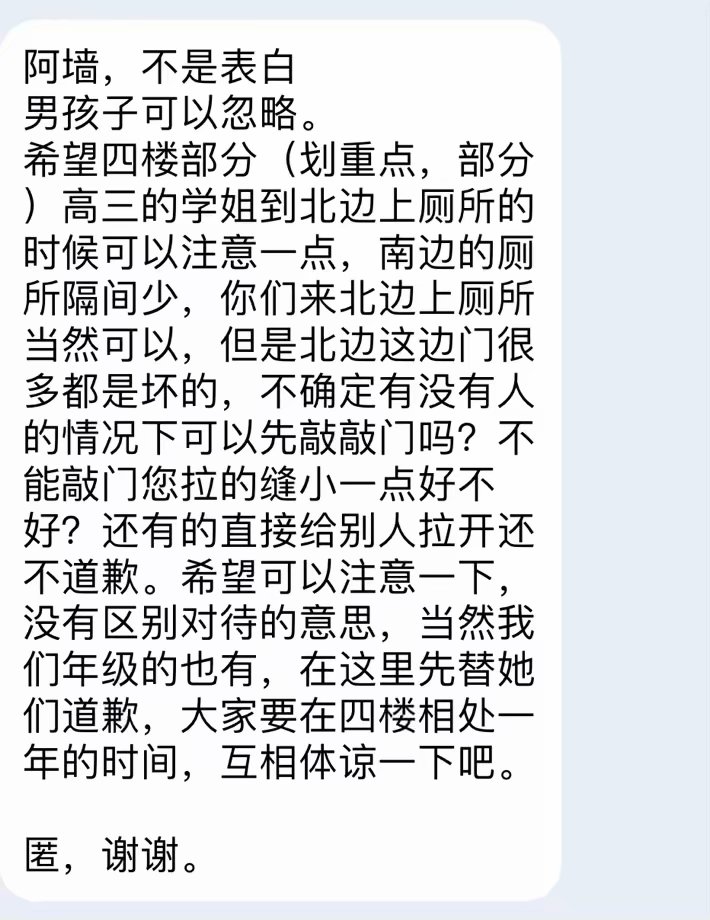 阿墙，不是表白
男孩子可以忽略。
希望四楼部分（划重点，部分
）高三的学姐到北边上厕所的
时候可以注意一点，南边的厕
所隔间少，你们来北边上厕所
当然可以，但是北边这边门很
多都是坏的，不确定有没有人
的情况下可以先敲敲门吗？不
能敲门您拉的缝小一点好不
好？还有的直接给别人拉开还
不道歉。希望可以注意一下，
没有区别对待的意思，当然我
们年级的也有，在这里先替她
们道歉，大家要在四楼相处一
年的时间，互相体谅一下吧。
匿，谢谢。